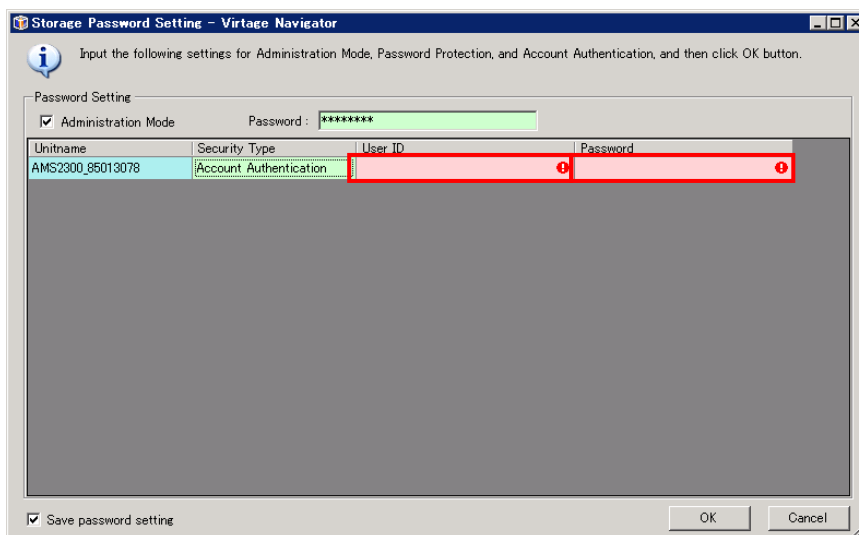 Storage Password Setting - Virtage Navigator
Input the following settings for Administration Mode, Password Protection, and Account Authentication, and then click OK button.
Password Setting
Administration Mode Password : ********
Unitname Security Type User ID Password
AMS2300_85013078 Account Authentication
Save password setting OK Cancel